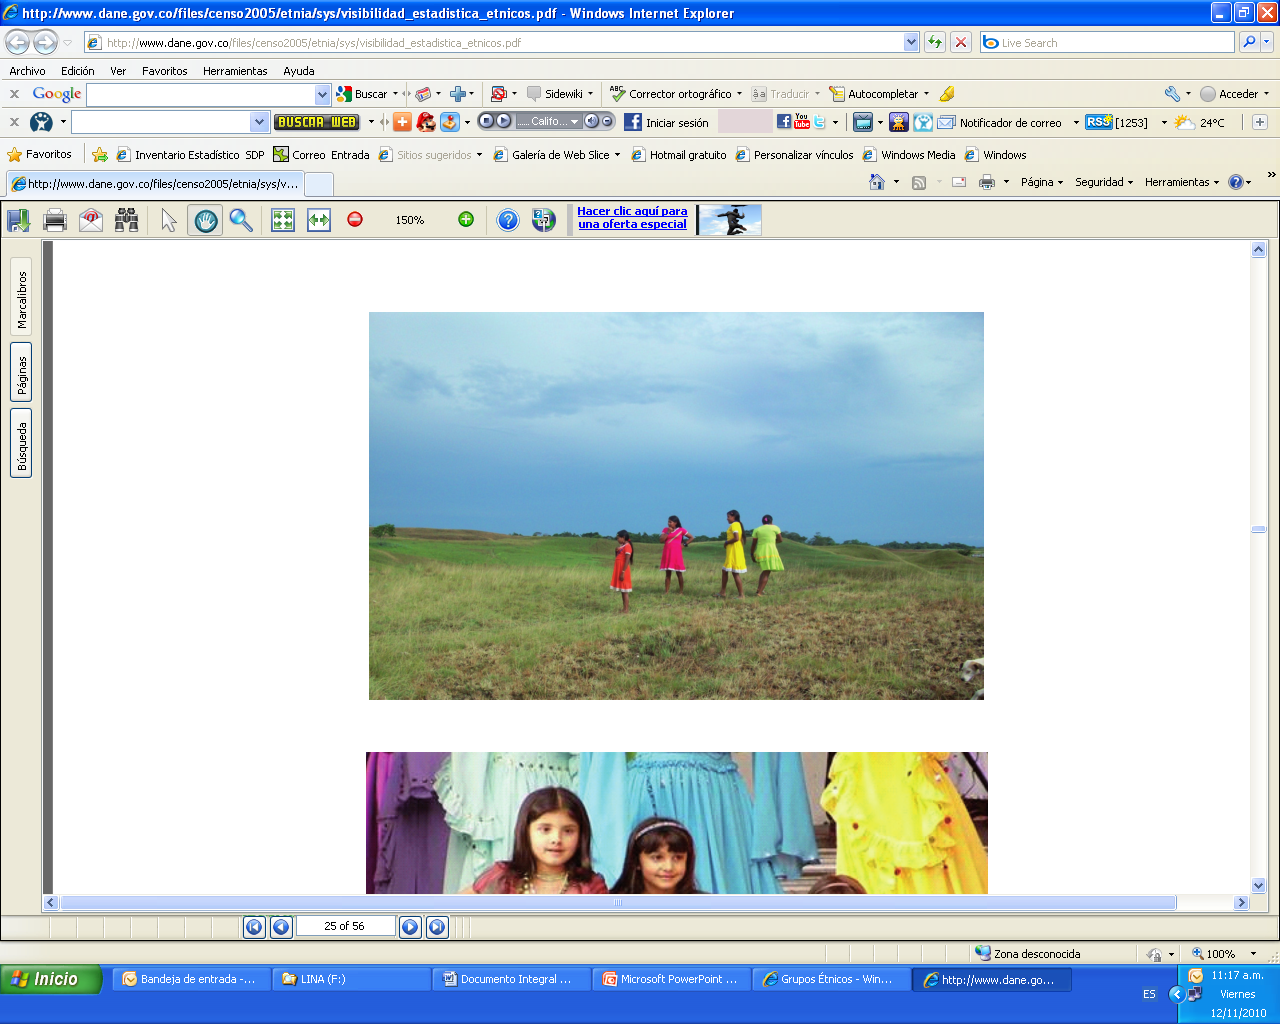 http://www.dane.gov.co/files/censo2005/etnia/sys/visibilidad_estadistica_etnicos.pdf - Windows Internet Explorer
http://www.dane.gov.co/files/censo2005/etnia/sys/visibilidad_estadistica_etnicos.pdf
Live Search
Archivo Edición Ver Favoritos Herramientas Ayuda
x Google Buscar Sidewiki ABC Corrector ortográfico Traducir Autocompletar Acceder
x BUSCAR WEB ...... Califo... Iniciar sesión You Tube Notificador de correo RSS [1253] 24°C
Favoritos Inventario Estadístico SDP Correo Entrada Sitios sugeridos Galería de Web Slice Hotmail gratuito Personalizar vínculos Windows Media Windows
http://www.dane.gov.co/files/censo2005/etnia/sys/v... Página Seguridad Herramientas
150% Hacer clic aquí para
una oferta especial
Marcalibros
Páginas
Búsqueda
25 of 56
Zona desconocida 100%
Inicio Bandeja de entrada -... LINA (F:) Documento Integral ... Microsoft PowerPoint ... Grupos Étnicos - Win... http://www.dane.go... ES 11:17 a.m.
Viernes
12/11/2010